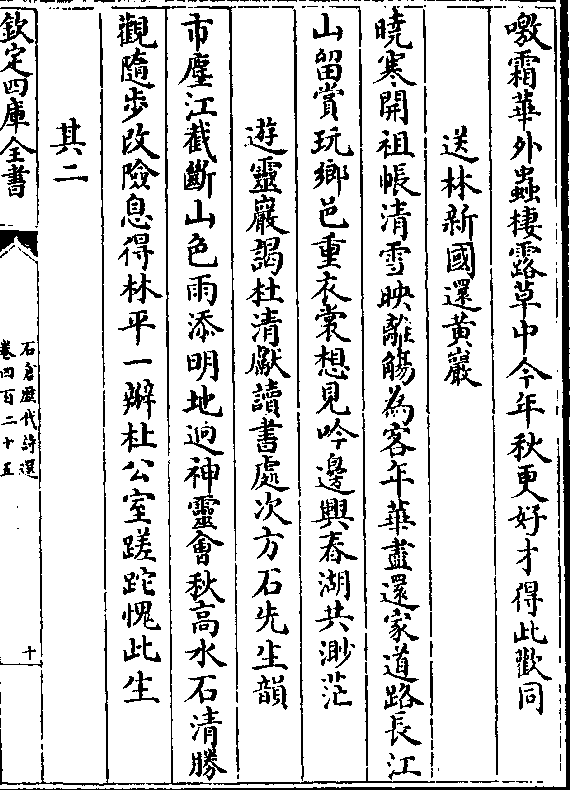 噭霜華外蟲棲露草中今年秋更好才得此歡同
送林新國還黃巖
曉寒開祖帳清雪映離觴為客年華盡還家道路長江
山留賞玩鄉邑重衣裳想見吟邊興春湖共渺茫
遊靈巖謁杜清獻讀書處次方石先生韻
市塵江截斷山色雨添明地迥神靈會秋高水石清勝
觀隨步改險息得林平一瓣杜公室蹉跎愧此生
其二
欽定四庫全書
石倉歷代詩選
卷四百二十五
十